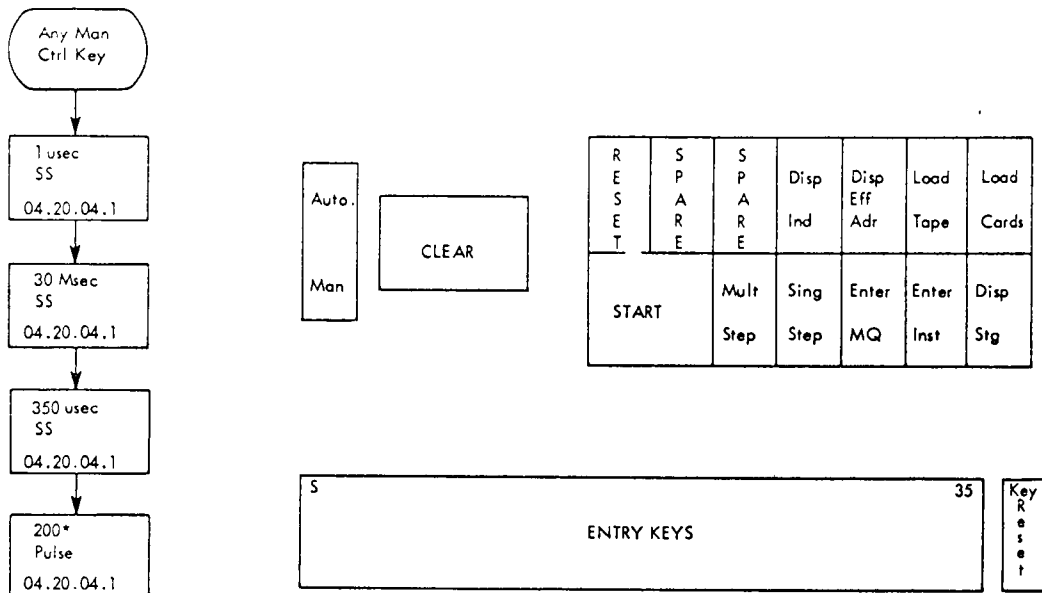 Any Man
Ctrl Key
1 usec
SS
04.20.04.1
30 Msec
SS
04.20.04.1
350 usec
SS
04.20.04.1
200*
Pulse
04.20.04.1
Auto.
Man
CLEAR
RESET
SPARE
SPARE
Disp
Ind
Disp
Eff
Adr
Load
Tape
Load
Cards
START
Mult
Step
Sing
Step
Enter
MQ
Enter
Inst
Disp
Stg
S
35
ENTRY KEYS
Key
Reset